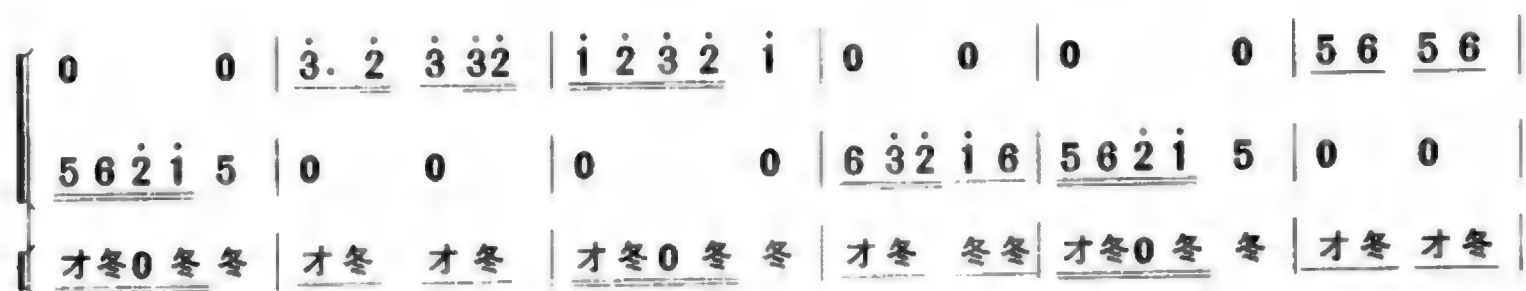 0 0 | 3̇. 2̇ 3̇ 3̇2̇ | 1̇ 2̇ 3̇ 2̇ 1̇ | 0 0 | 0 0 | 5 6 5 6 |
5 6 2̇ 1̇ 5 | 0 0 | 0 0 | 6 3̇2̇ 1̇ 6 | 5 6 2̇ 1̇ 5 | 0 0 |
才冬0 冬 冬 | 才冬 才冬 | 才冬0 冬 冬 | 才冬 冬冬 | 才冬0 冬 冬 | 才冬 才冬 |